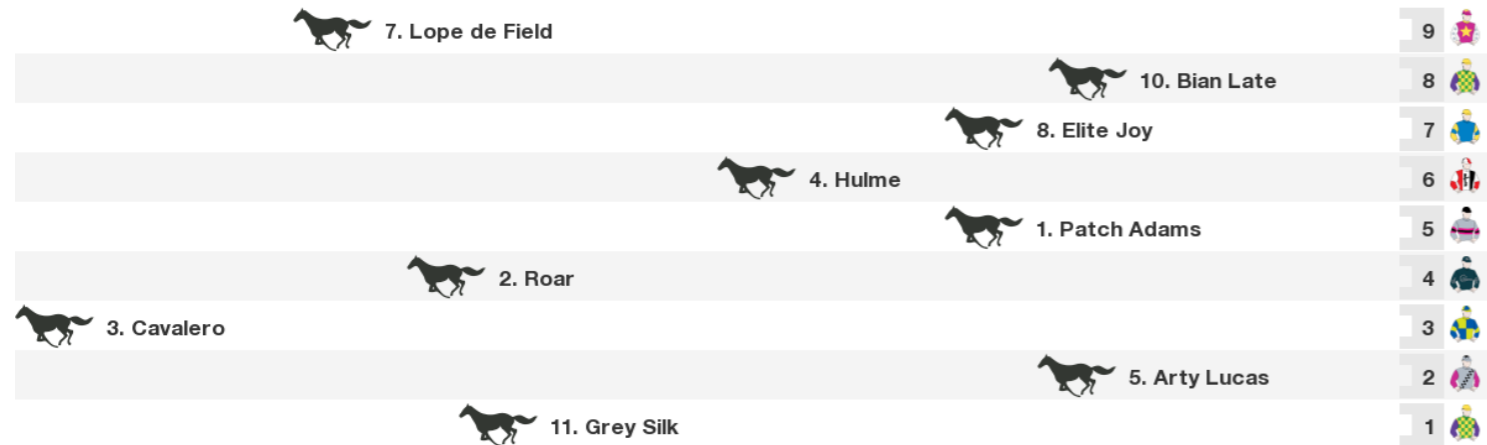 7. Lope de Field 9
10. Bian Late 8
8. Elite Joy 7
4. Hulme 6
1. Patch Adams 5
2. Roar 4
3. Cavalero 3
5. Arty Lucas 2
11. Grey Silk 1